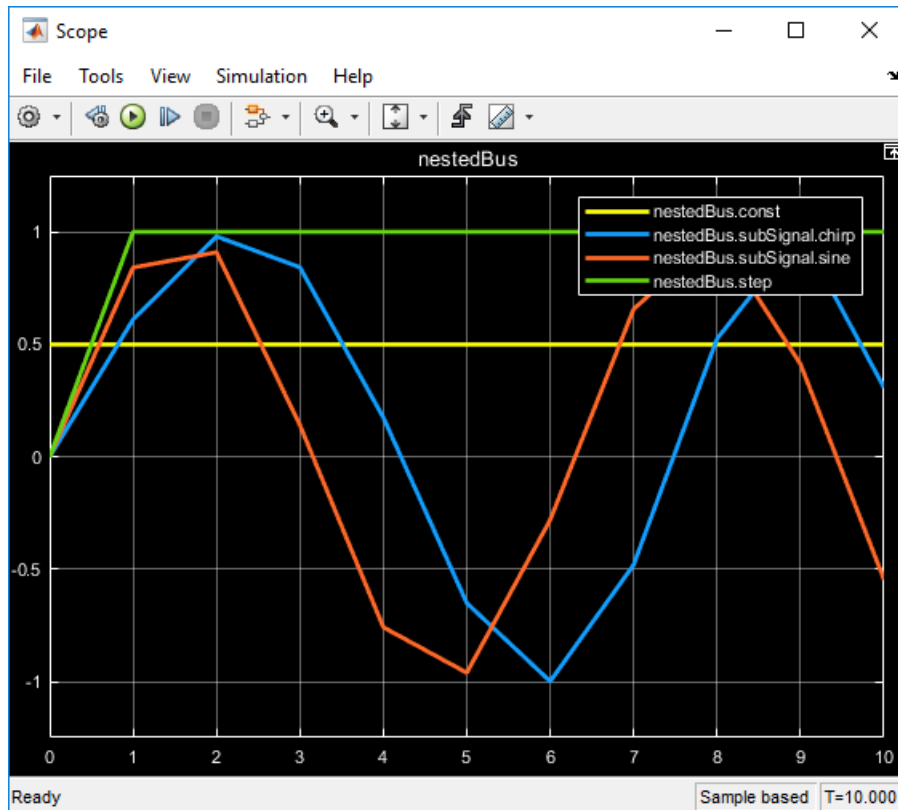 Scope
File Tools View Simulation Help
nestedBus
nestedBus.const
nestedBus.subSignal.chirp
nestedBus.subSignal.sine
nestedBus.step
1
0.5
0
-0.5
-1
0 1 2 3 4 5 6 7 8 9 10
Ready Sample based T=10.000